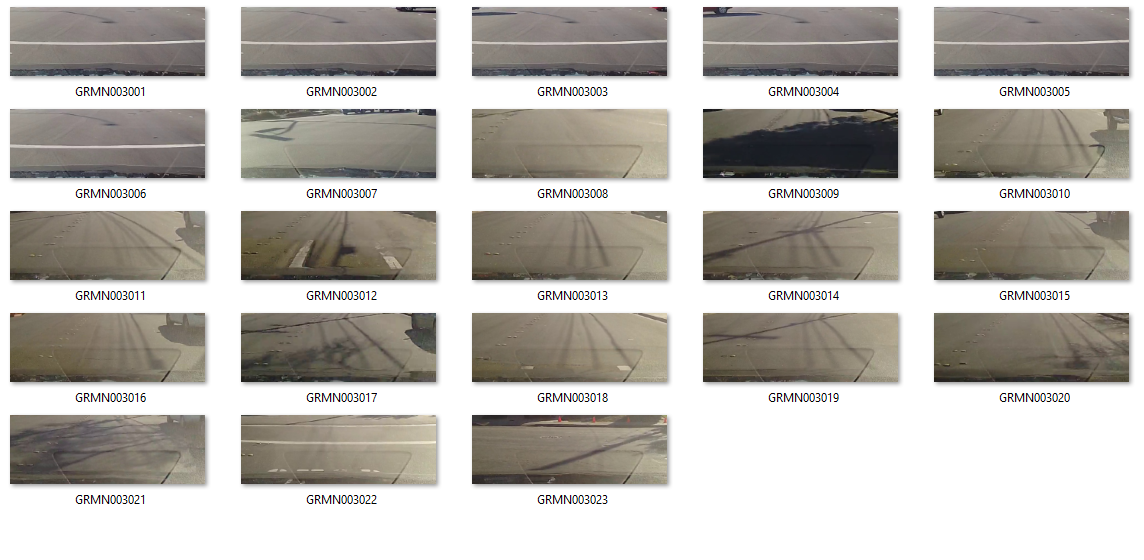 GRMN003001 GRMN003002 GRMN003003 GRMN003004 GRMN003005
GRMN003006 GRMN003007 GRMN003008 GRMN003009 GRMN003010
GRMN003011 GRMN003012 GRMN003013 GRMN003014 GRMN003015
GRMN003016 GRMN003017 GRMN003018 GRMN003019 GRMN003020
GRMN003021 GRMN003022 GRMN003023